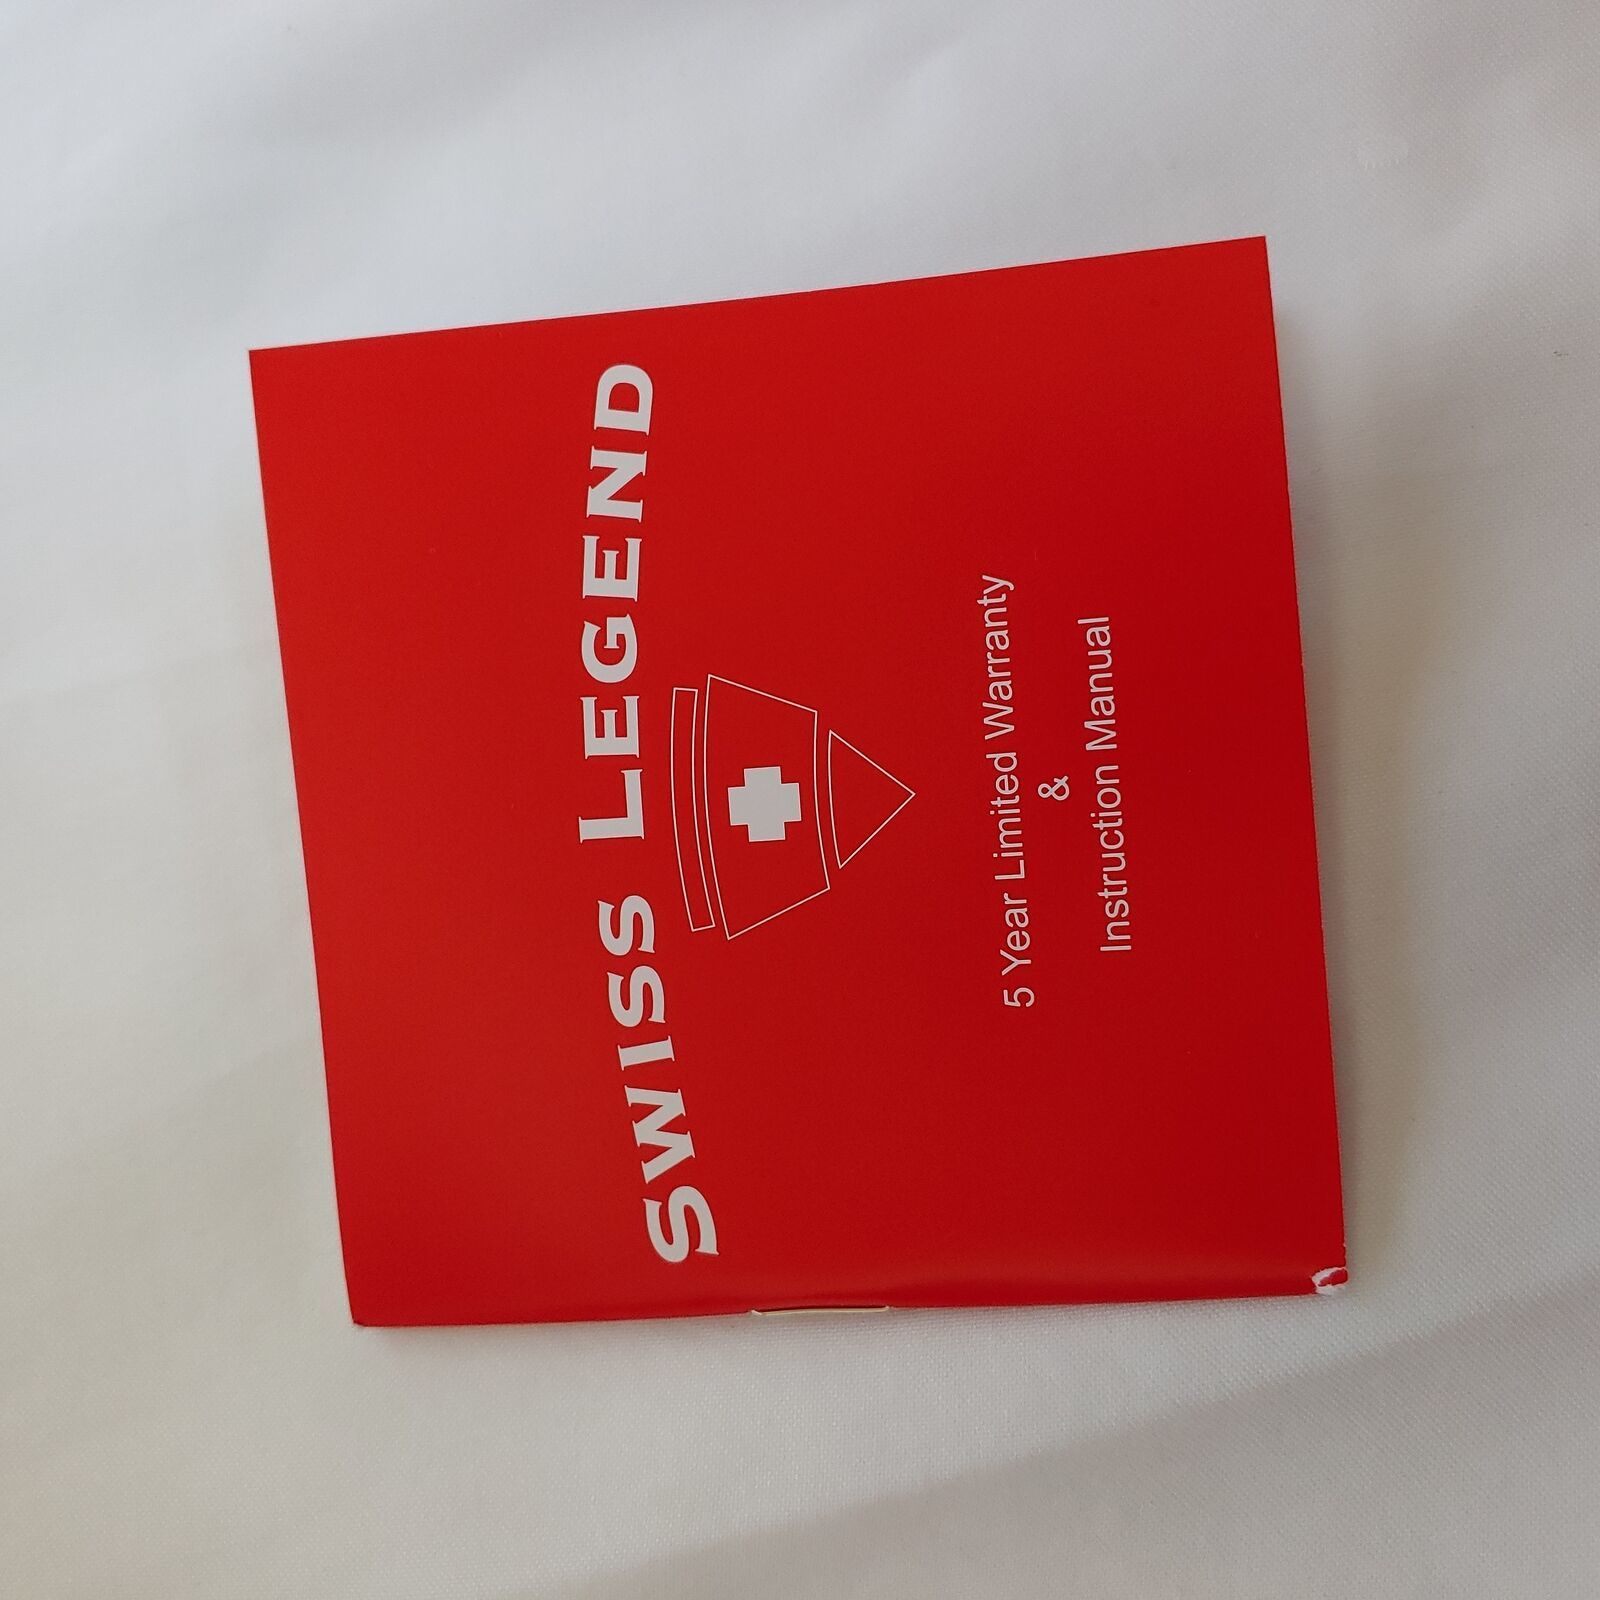 SWISS LEGEND
5 Year Limited Warranty
&
Instruction Manual